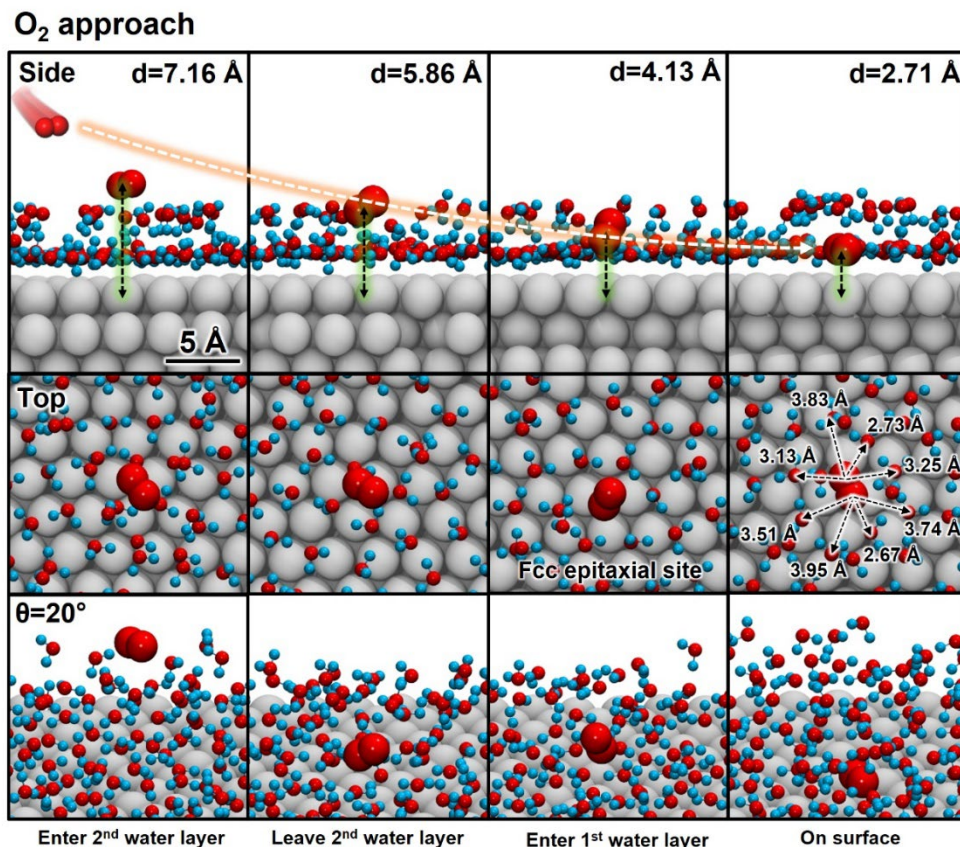 O₂ approach
Side
d=7.16 Å
d=5.86 Å
d=4.13 Å
d=2.71 Å
5 Å
Top
Fcc epitaxial site
3.83 Å
2.73 Å
3.13 Å
3.25 Å
3.51 Å
3.74 Å
2.67 Å
3.95 Å
θ=20°
Enter 2nd water layer
Leave 2nd water layer
Enter 1st water layer
On surface